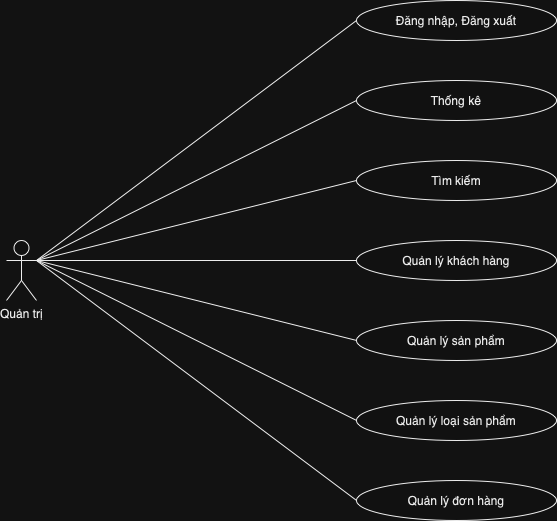 Đăng nhập, Đăng xuất
Thống kê
Tìm kiếm
Quản lý khách hàng
Quản trị
Quản lý sản phẩm
Quản lý loại sản phẩm
Quản lý đơn hàng